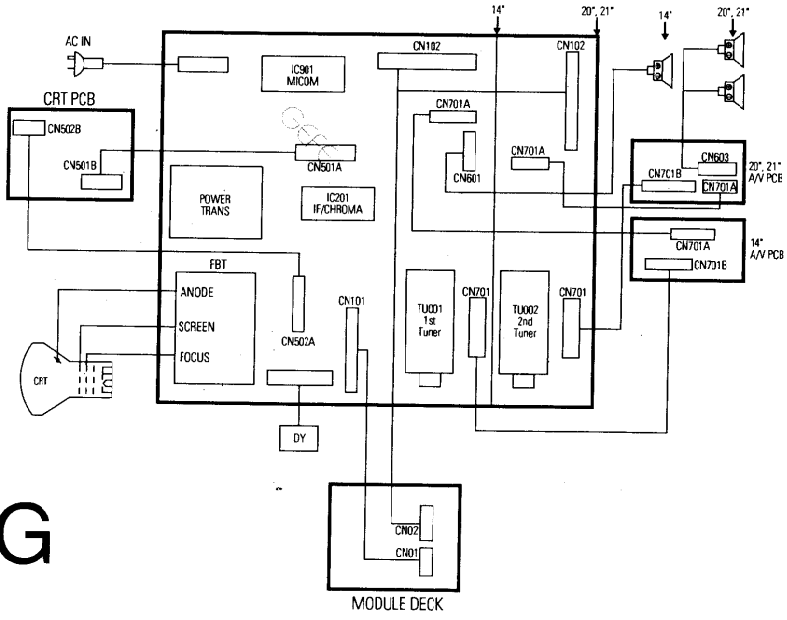 14"
20", 21"
14"
20", 21"
AC IN
CN102
CN102
IC901
MICOM
CRT PCB
CN502B
CN501B
CN501A
CN701A
CN601
CN701A
CN603
CN701B
CN701A
20", 21"
A/V PCB
POWER
TRANS
IC201
IF/CHROMA
CN701A
CN701B
14"
A/V PCB
FBT
ANODE
SCREEN
FOCUS
CN502A
CN101
TU001
1st
Tuner
CN701
TU002
2nd
Tuner
CN701
CRT
DY
G
CN02
CN01
MODULE DECK